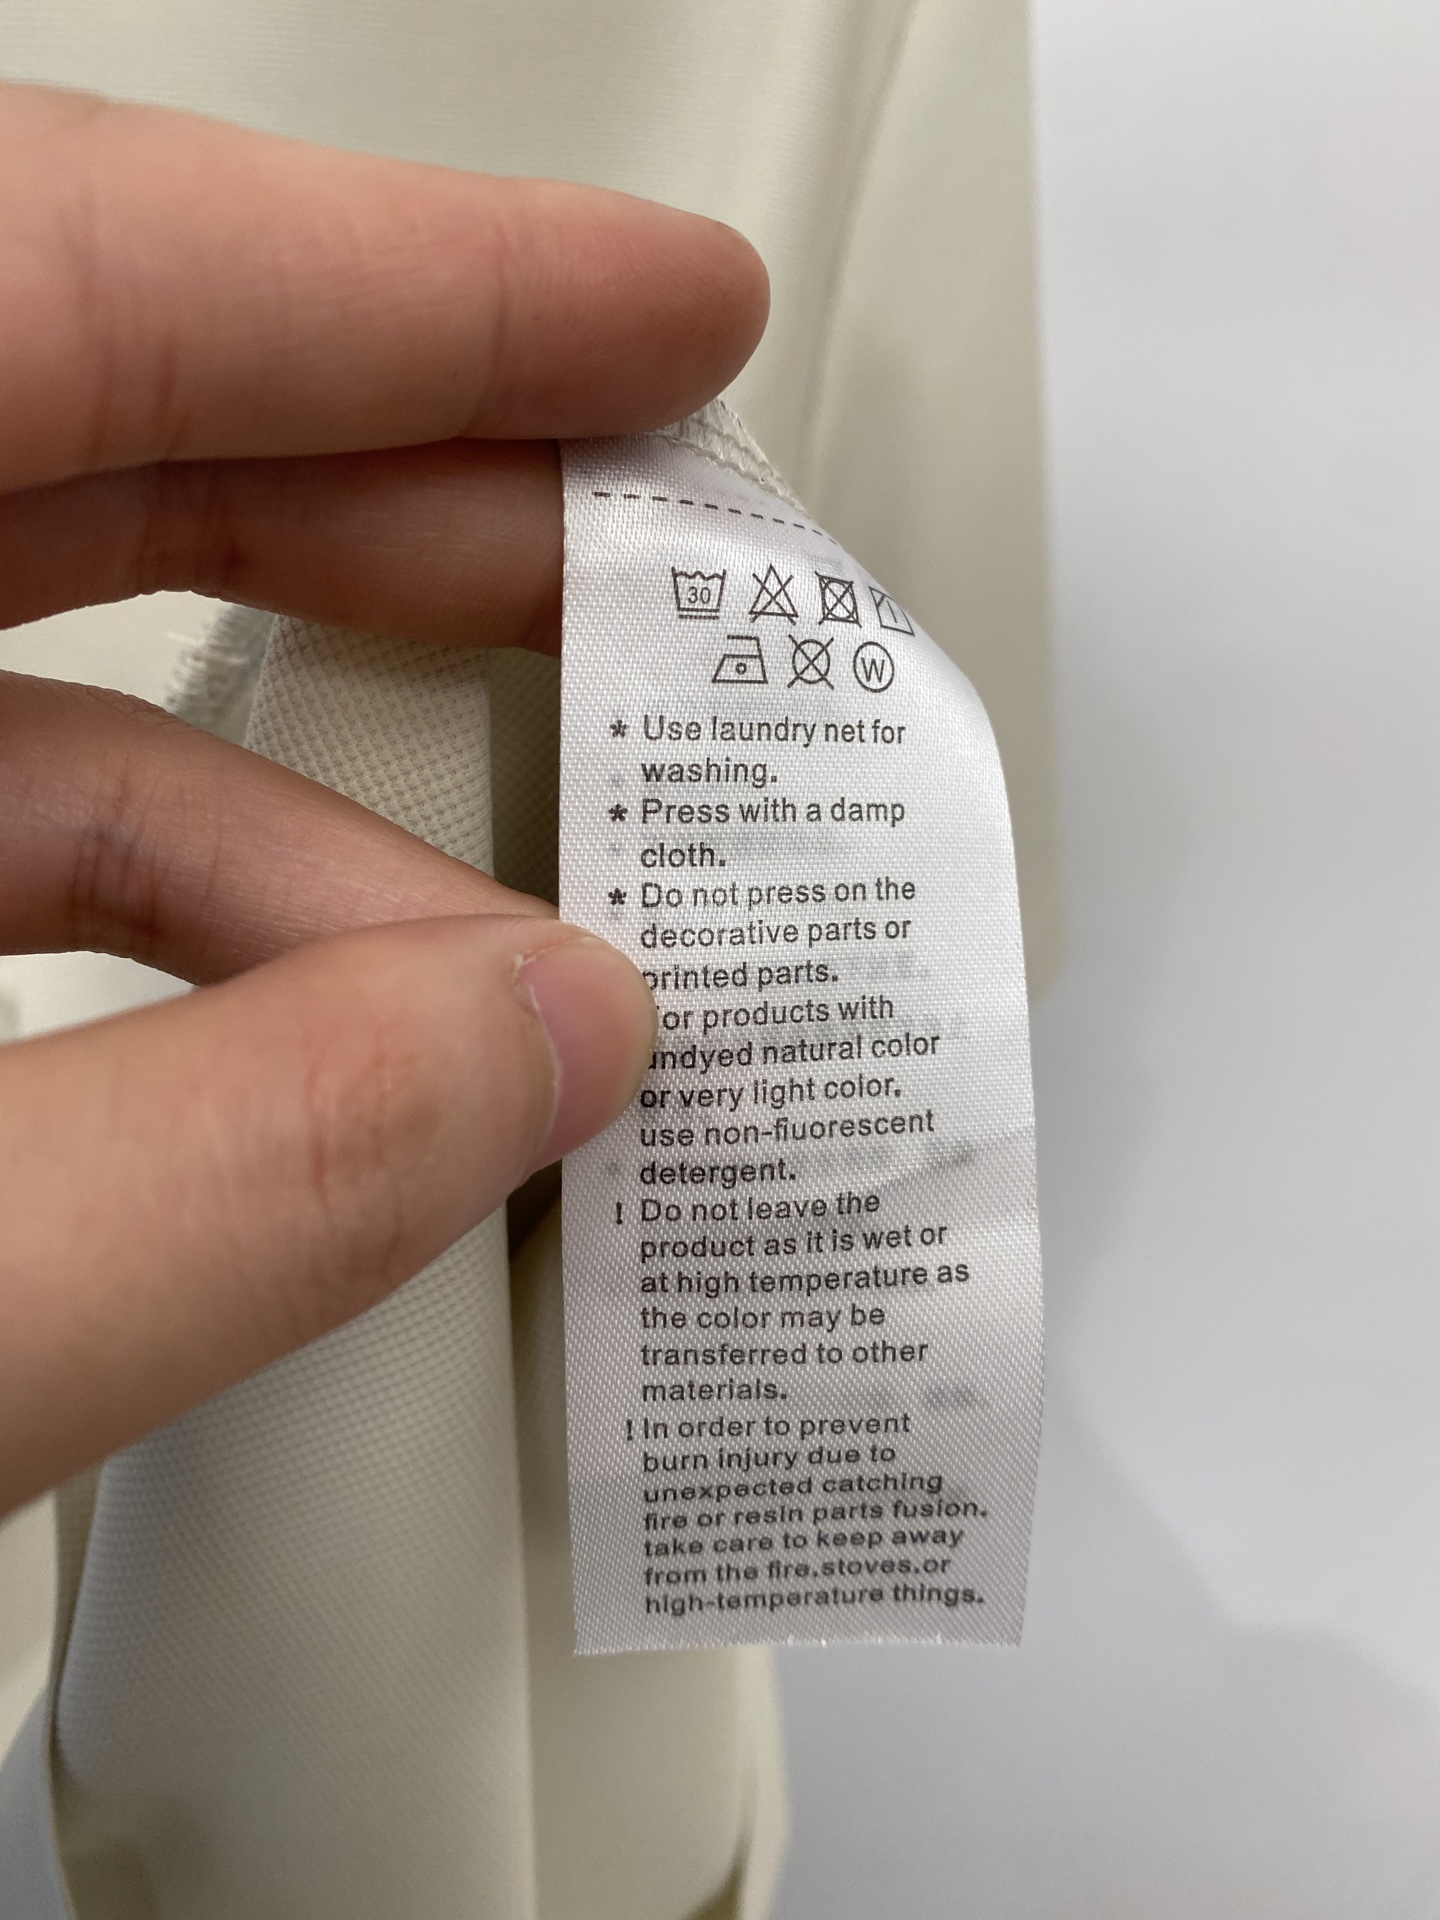 30
W
* Use laundry net for
washing.
* Press with a damp
cloth.
* Do not press on the
decorative parts or
printed parts.
products with
undyed natural color
or very light color,
use non-fiuorescent
detergent.
! Do not leave the
product as it is wet or
at high temperature as
the color may be
transferred to other
materials.
! In order to prevent
burn injury due to
unexpected catching
fire or resin parts fusion.
take care to keep away
from the fire.stoves.or
high-temperature things.